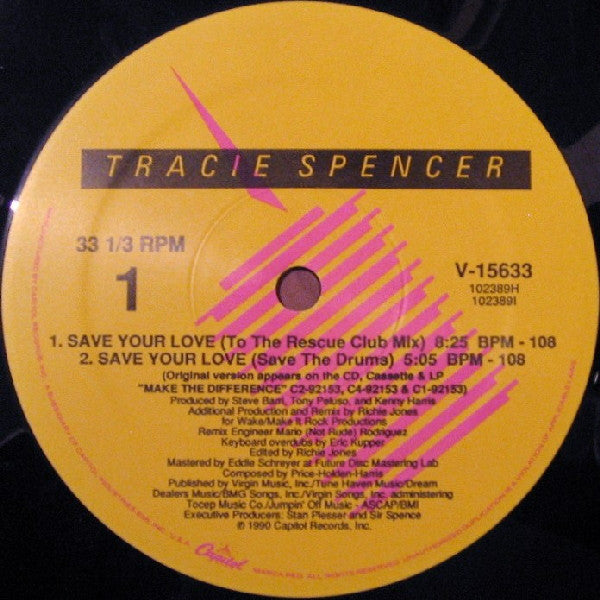 TRACIE SPENCER
33 1/3 RPM
1
V-15633
102389H
102389I
1. SAVE YOUR LOVE (To The Rescue Club Mix) 8:25 BPM - 108
2. SAVE YOUR LOVE (Save The Drums) 5:05 BPM - 108
(Original version appears on the CD, Cassette & LP
"MAKE THE DIFFERENCE" C2-92153, C4-92153 & C1-92153)
Produced by Steve Barri, Tony Peluso, and Kenny Harris
Additional Production and Remix by Richie Jones
for Wake/Make It Rock Productions
Remix Engineer Mario (Not Rude) Rodriguez
Keyboard overdubs by Eric Kupper
Edited by Richie Jones
Mastered by Eddie Schreyer at Future Disc Mastering Lab
Composed by Price-Holden-Harris
Published by Virgin Music, Inc./Tune Haven Music/Dream
Dealers Music/BMG Songs, Inc./Virgin Songs, Inc. administering
Tocep Music Co./Jumpin' Off Music - ASCAP/BMI
Executive Producers: Stan Plesser and Sir Spence
℗ 1990 Capitol Records, Inc.
Capitol